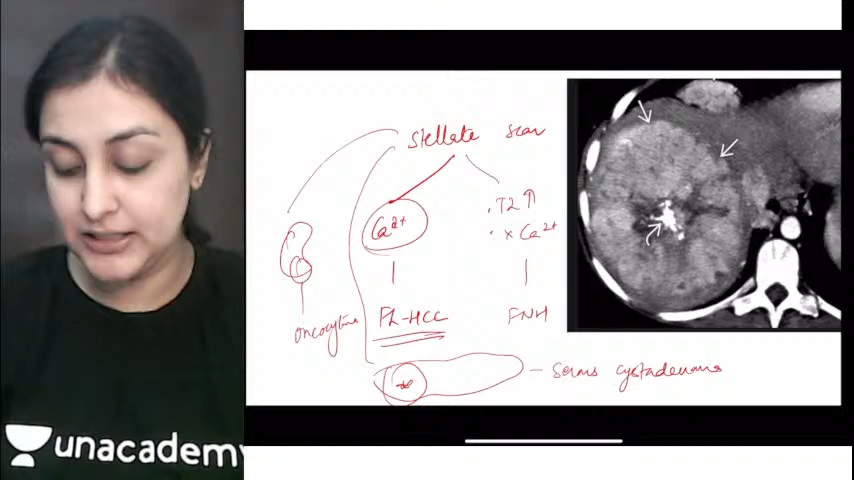 Stellate scar
Ca2+
. T2 ↑
. x Ca2+
Oncocytoma
FL-HCC
FNH
- Serous cystadenoma
unacademy